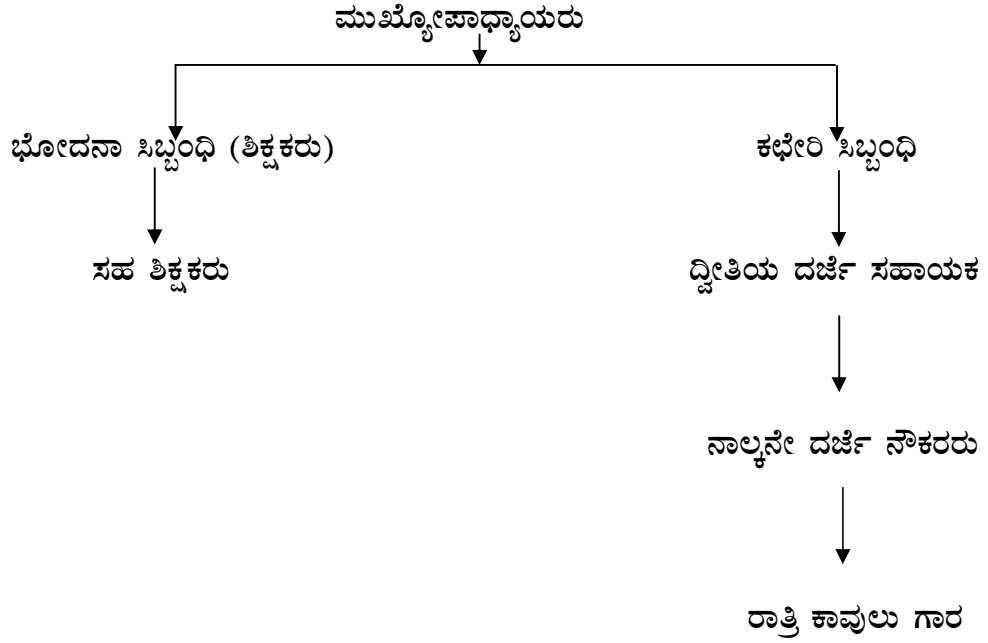 ಮುಖ್ಯೋಪಾಧ್ಯಾಯರು
ಭೋದನಾ ಸಿಬ್ಬಂಧಿ (ಶಿಕ್ಷಕರು)
ಕಛೇರಿ ಸಿಬ್ಬಂಧಿ
ಸಹ ಶಿಕ್ಷಕರು
ದ್ವೀತಿಯ ದರ್ಜೆ ಸಹಾಯಕ
ನಾಲ್ಕನೇ ದರ್ಜೆ ನೌಕರರು
ರಾತ್ರಿ ಕಾವುಲು ಗಾರ